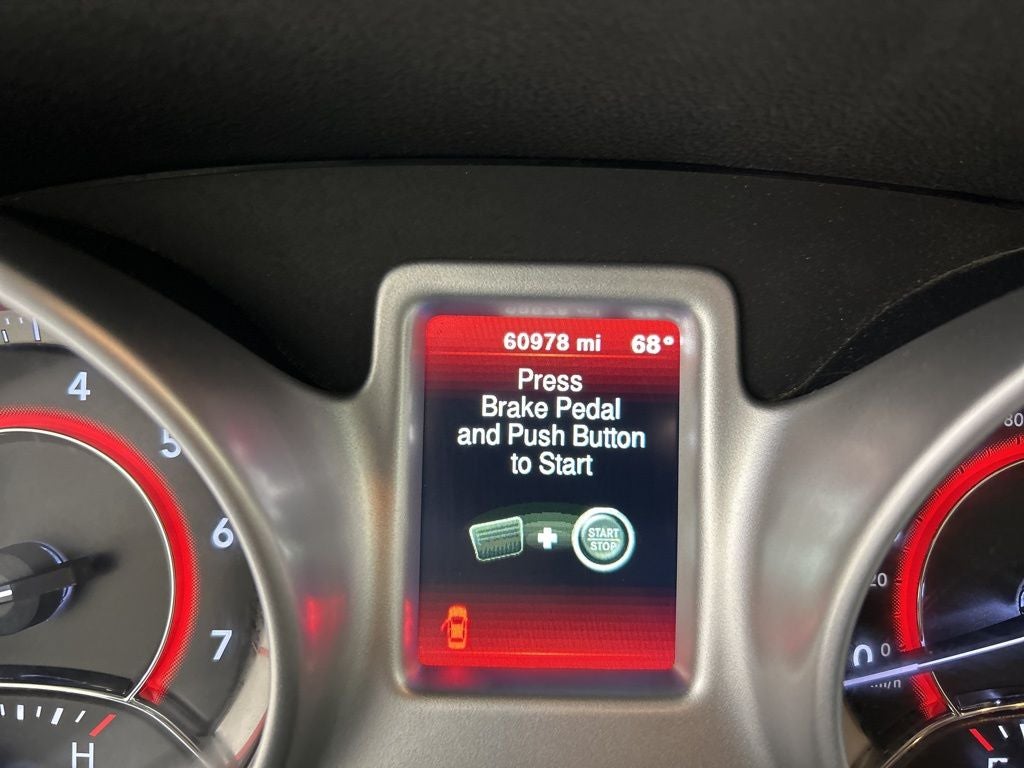 60978 mi 68°
Press
Brake Pedal
and Push Button
to Start
START
STOP
4
5
6
7
H
80
20
0